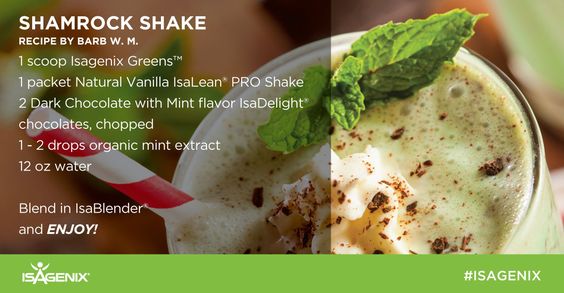 SHAMROCK SHAKE
RECIPE BY BARB W. M.
1 scoop Isagenix Greens™
1 packet Natural Vanilla IsaLean® PRO Shake
2 Dark Chocolate with Mint flavor IsaDelight®
chocolates, chopped
1 - 2 drops organic mint extract
12 oz water
Blend in IsaBlender®
and ENJOY!
ISAGENIX®
#ISAGENIX